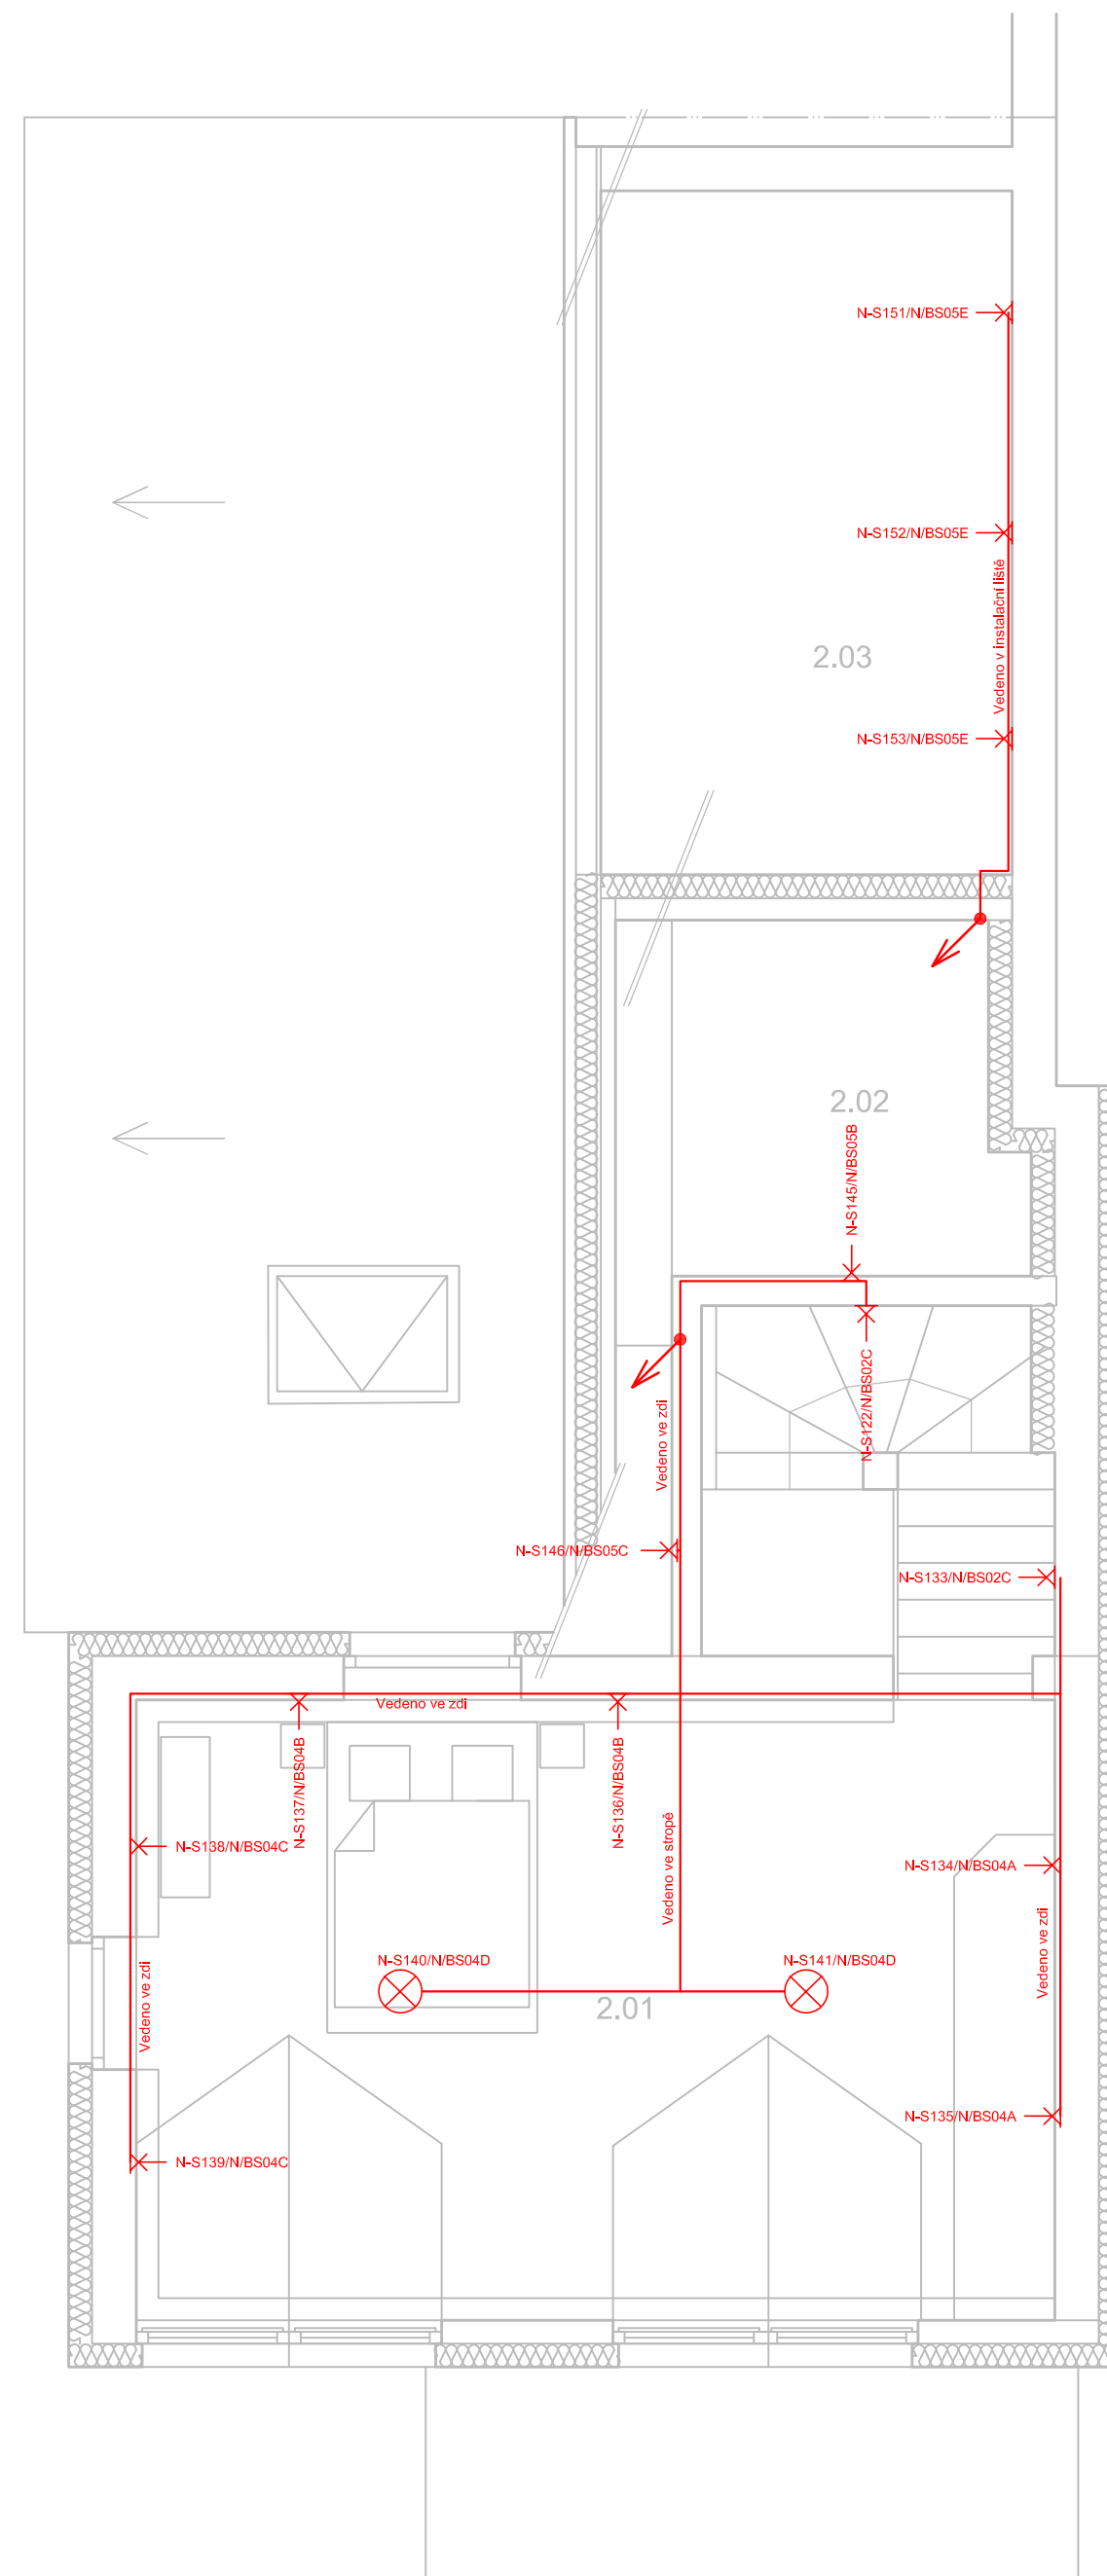 N-S151/N/BS05E
N-S152/N/BS05E
Vedeno v instalační liště
2.03
N-S153/N/BS05E
2.02
N-S145/N/BS05B
N-S122/N/BS02C
Vedeno ve zdi
N-S146/N/BS05C
N-S133/N/BS02C
Vedeno ve zdi
N-S137/N/BS04B
N-S136/N/BS04B
N-S138/N/BS04C
Vedeno ve stropě
N-S134/N/BS04A
Vedeno ve zdi
Vedeno ve zdi
N-S140/N/BS04D
N-S141/N/BS04D
2.01
N-S135/N/BS04A
N-S139/N/BS04C